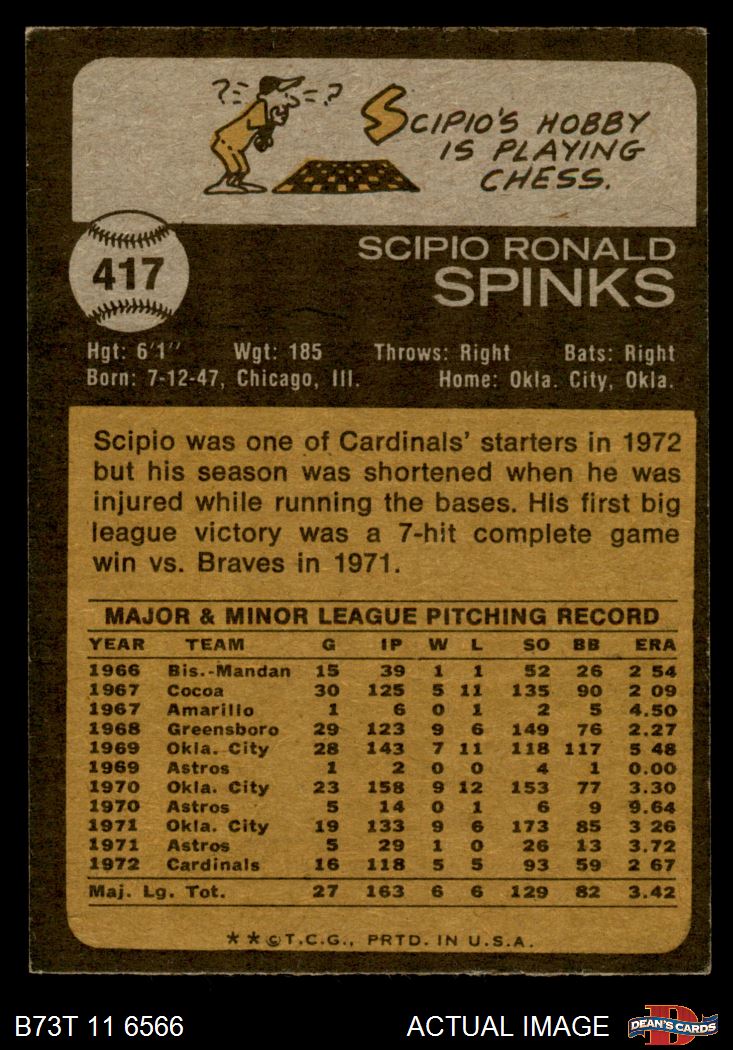 ?
= ?
SCIPIO'S HOBBY
IS PLAYING
CHESS.
417
SCIPIO RONALD
SPINKS
Hgt: 6'1" Wgt: 185 Throws: Right Bats: Right
Born: 7-12-47, Chicago, Ill. Home: Okla. City, Okla.
Scipio was one of Cardinals' starters in 1972
but his season was shortened when he was
injured while running the bases. His first big
league victory was a 7-hit complete game
win vs. Braves in 1971.
MAJOR & MINOR LEAGUE PITCHING RECORD
YEAR TEAM G IP W L SO BB ERA
1966 Bis.-Mandan 15 39 1 1 52 26 2 54
1967 Cocoa 30 125 5 11 135 90 2 09
1967 Amarillo 1 6 0 1 2 5 4.50
1968 Greensboro 29 123 9 6 149 76 2.27
1969 Okla. City 28 143 7 11 118 117 5 48
1969 Astros 1 2 0 0 4 1 0.00
1970 Okla. City 23 158 9 12 153 77 3.30
1970 Astros 5 14 0 1 6 9 9.64
1971 Okla. City 19 133 9 6 173 85 3 26
1971 Astros 5 29 1 0 26 13 3.72
1972 Cardinals 16 118 5 5 93 59 2 67
Maj. Lg. Tot. 27 163 6 6 129 82 3.42
**©T.C.G., PRTD. IN U.S.A.
B73T 11 6566 ACTUAL IMAGE
D
DEAN'S CARDS